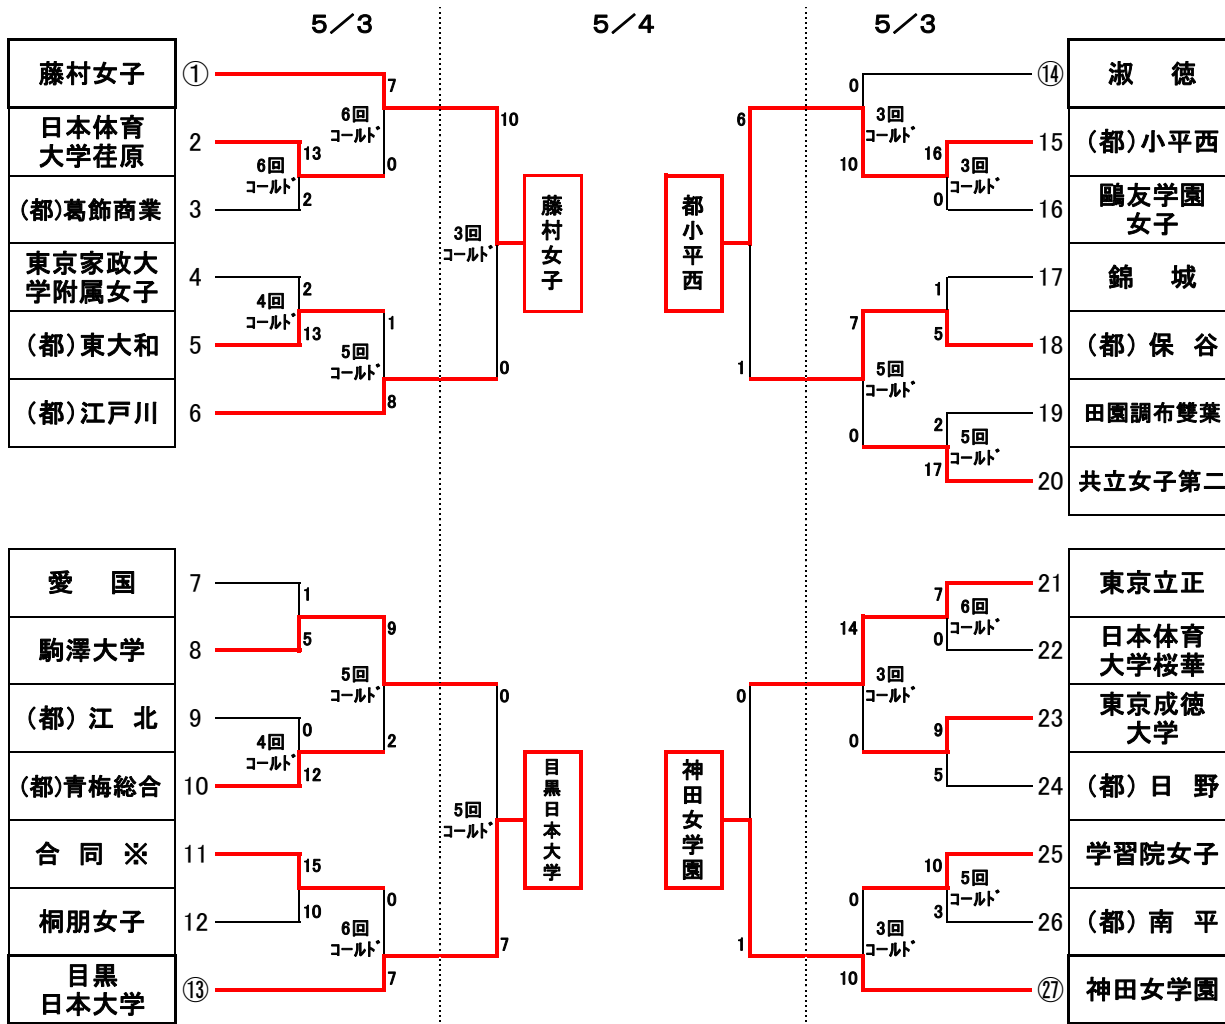 5/3
5/4
5/3
藤村女子
①
日本体育
大学荏原
2
(都)葛飾商業
3
東京家政大
学附属女子
4
(都)東大和
5
(都)江戸川
6
7
6回
コールド
0
13
6回
コールド
2
2
4回
コールド
13
1
5回
コールド
8
10
3回
コールド
0
藤村女子
都小平西
6
1
0
3回
コールド
10
16
3回
コールド
0
1
5
7
5回
コールド
0
2
5回
コールド
17
⑭
淑 徳
15
(都)小平西
16
鷗友学園
女子
17
錦 城
18
(都)保 谷
19
田園調布雙葉
20
共立女子第二
愛 国
7
駒澤大学
8
(都)江 北
9
(都)青梅総合
10
合 同 ※
11
桐朋女子
12
目黒
日本大学
⑬
1
5
9
5回
コールド
2
0
4回
コールド
12
15
10
0
6回
コールド
7
0
5回
コールド
7
目黒日本大学
神田女学園
0
1
14
3回
コールド
0
7
6回
コールド
0
9
5
10
5回
コールド
3
0
3回
コールド
10
21
東京立正
22
日本体育
大学桜華
23
東京成徳
大学
24
(都)日 野
25
学習院女子
26
(都)南 平
㉗
神田女学園